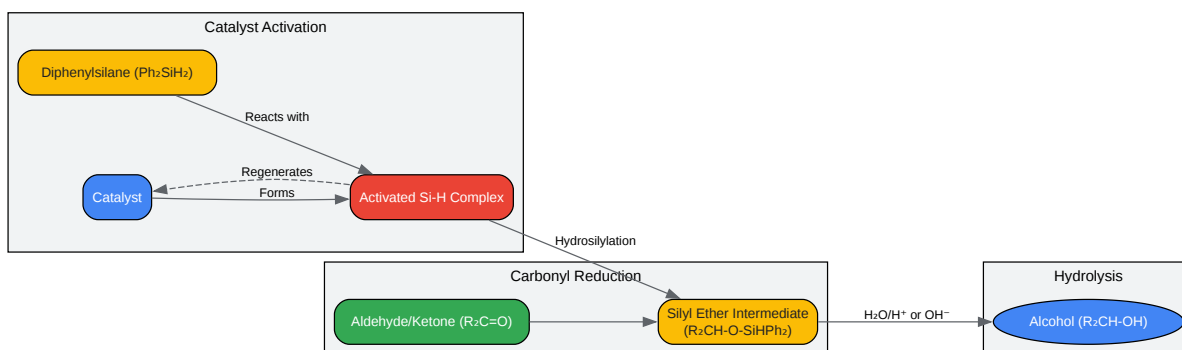 Catalyst Activation
Diphenylsilane (Ph₂SiH₂)
Reacts with
Regenerates
Catalyst
Forms
Activated Si-H Complex
Hydrosilylation
Carbonyl Reduction
Hydrolysis
Aldehyde/Ketone (R₂C=O)
Silyl Ether Intermediate
(R₂CH-O-SiHPh₂)
H₂O/H⁺ or OH⁻
Alcohol (R₂CH-OH)